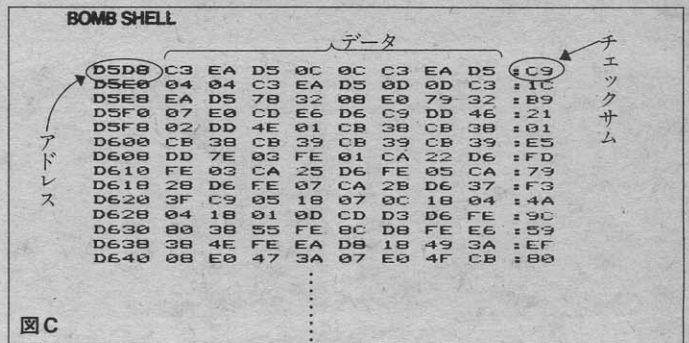 BOMB SHELL
データ
チェックサム
アドレス
D5D8 C3 EA D5 0C 0C C3 EA D5 :C9
D5E0 04 04 C3 EA D5 0D 0D C3 :1C
D5E8 EA D5 78 32 08 E0 79 32 :B9
D5F0 07 E0 CD E6 D6 C9 DD 46 :21
D5F8 02 DD 4E 01 CB 38 CB 38 :01
D600 CB 38 CB 39 CB 39 CB 39 :E5
D608 DD 7E 03 FE 01 CA 22 D6 :FD
D610 FE 03 CA 25 D6 FE 05 CA :79
D618 28 D6 FE 07 CA 2B D6 37 :F3
D620 3F C9 05 18 07 0C 18 04 :4A
D628 04 18 01 0D CD D3 D6 FE :9C
D630 80 38 55 FE 8C D8 FE E6 :59
D638 38 4E FE EA D8 18 49 3A :EF
D640 08 E0 47 3A 07 E0 4F CB :80
図C